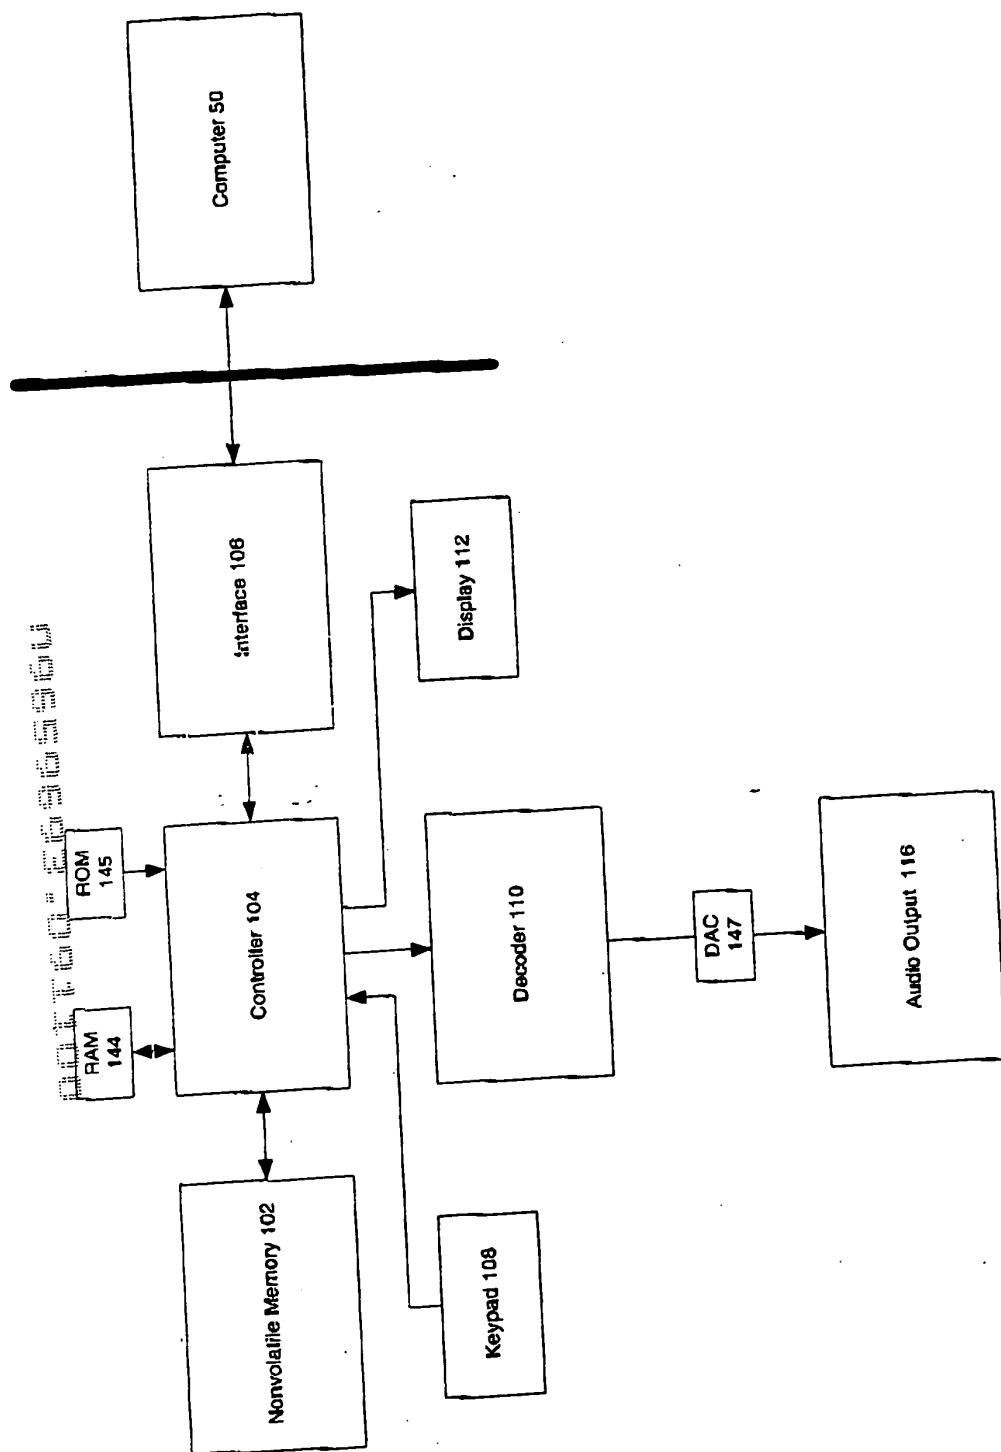 RAM
144
ROM
145
Nonvolatile Memory 102
Controller 104
Interface 106
Computer 50
Keypad 108
Decoder 110
Display 112
DAC
147
Audio Output 116